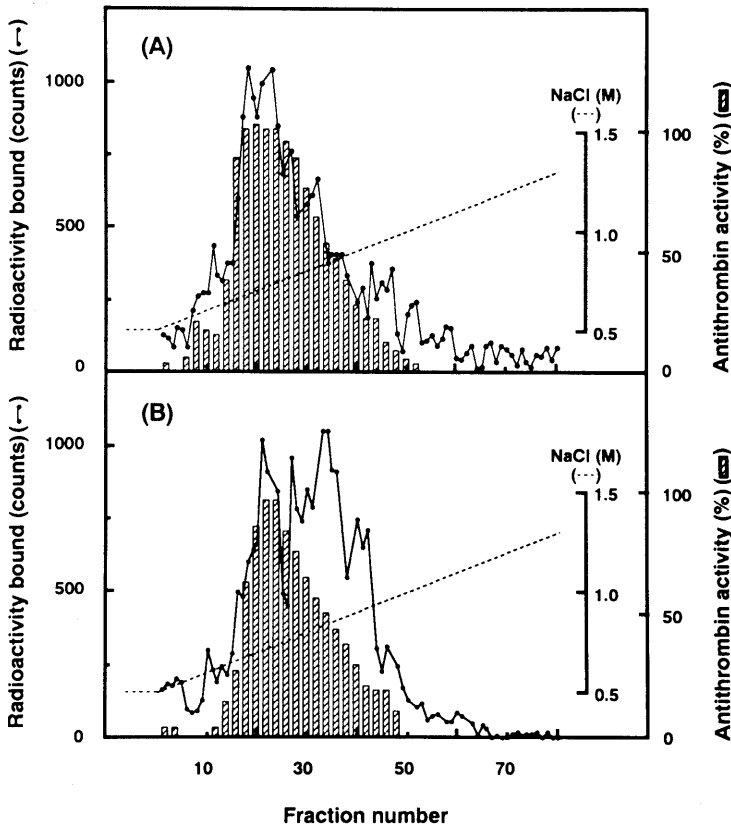 (A)
Radioactivity bound (counts) (•–•)
1000
500
0
NaCl (M)
(---)
1.5
1.0
0.5
100
50
0
Antithrombin activity (%) (▨)
(B)
Radioactivity bound (counts) (•–•)
1000
500
0
NaCl (M)
(---)
1.5
1.0
0.5
100
50
0
Antithrombin activity (%) (▨)
10 30 50 70
Fraction number